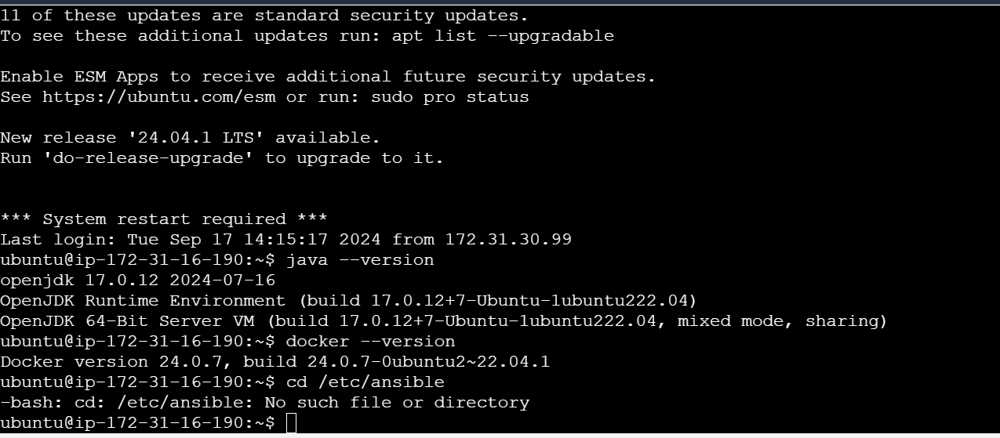 11 of these updates are standard security updates.
To see these additional updates run: apt list --upgradable
Enable ESM Apps to receive additional future security updates.
See https://ubuntu.com/esm or run: sudo pro status
New release '24.04.1 LTS' available.
Run 'do-release-upgrade' to upgrade to it.
*** System restart required ***
Last login: Tue Sep 17 14:15:17 2024 from 172.31.30.99
ubuntu@ip-172-31-16-190:~$ java --version
openjdk 17.0.12 2024-07-16
OpenJDK Runtime Environment (build 17.0.12+7-Ubuntu-1ubuntu222.04)
OpenJDK 64-Bit Server VM (build 17.0.12+7-Ubuntu-1ubuntu222.04, mixed mode, sharing)
ubuntu@ip-172-31-16-190:~$ docker --version
Docker version 24.0.7, build 24.0.7-0ubuntu2~22.04.1
ubuntu@ip-172-31-16-190:~$ cd /etc/ansible
-bash: cd: /etc/ansible: No such file or directory
ubuntu@ip-172-31-16-190:~$